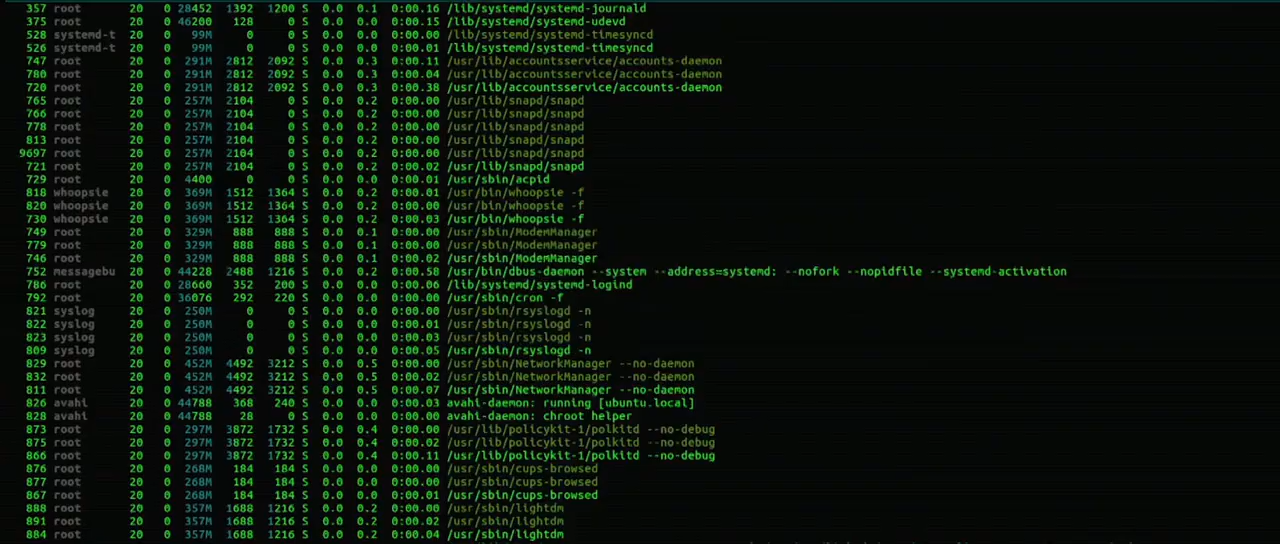 357 root 20 0 28452 1392 1200 S 0.0 0.1 0:00.16 /lib/systemd/systemd-journald
375 root 20 0 46200 128 0 S 0.0 0.0 0:00.15 /lib/systemd/systemd-udevd
528 systemd-t 20 0 99M 0 0 S 0.0 0.0 0:00.00 /lib/systemd/systemd-timesyncd
526 systemd-t 20 0 99M 0 0 S 0.0 0.0 0:00.01 /lib/systemd/systemd-timesyncd
747 root 20 0 291M 2812 2092 S 0.0 0.3 0:00.11 /usr/lib/accountsservice/accounts-daemon
780 root 20 0 291M 2812 2092 S 0.0 0.3 0:00.04 /usr/lib/accountsservice/accounts-daemon
720 root 20 0 291M 2812 2092 S 0.0 0.3 0:00.38 /usr/lib/accountsservice/accounts-daemon
765 root 20 0 257M 2104 0 S 0.0 0.2 0:00.00 /usr/lib/snapd/snapd
766 root 20 0 257M 2104 0 S 0.0 0.2 0:00.00 /usr/lib/snapd/snapd
778 root 20 0 257M 2104 0 S 0.0 0.2 0:00.00 /usr/lib/snapd/snapd
813 root 20 0 257M 2104 0 S 0.0 0.2 0:00.00 /usr/lib/snapd/snapd
9697 root 20 0 257M 2104 0 S 0.0 0.2 0:00.00 /usr/lib/snapd/snapd
721 root 20 0 257M 2104 0 S 0.0 0.2 0:00.02 /usr/lib/snapd/snapd
729 root 20 0 4400 0 0 S 0.0 0.0 0:00.01 /usr/sbin/acpid
818 whoopsie 20 0 369M 1512 1364 S 0.0 0.2 0:00.01 /usr/bin/whoopsie -f
820 whoopsie 20 0 369M 1512 1364 S 0.0 0.2 0:00.00 /usr/bin/whoopsie -f
730 whoopsie 20 0 369M 1512 1364 S 0.0 0.2 0:00.03 /usr/bin/whoopsie -f
749 root 20 0 329M 888 888 S 0.0 0.1 0:00.00 /usr/sbin/ModemManager
779 root 20 0 329M 888 888 S 0.0 0.1 0:00.00 /usr/sbin/ModemManager
746 root 20 0 329M 888 888 S 0.0 0.1 0:00.02 /usr/sbin/ModemManager
752 messagebu 20 0 44228 2488 1216 S 0.0 0.2 0:00.58 /usr/bin/dbus-daemon --system --address=systemd: --nofork --nopidfile --systemd-activation
786 root 20 0 28660 352 200 S 0.0 0.0 0:00.06 /lib/systemd/systemd-logind
792 root 20 0 36076 292 220 S 0.0 0.0 0:00.00 /usr/sbin/cron -f
821 syslog 20 0 250M 0 0 S 0.0 0.0 0:00.00 /usr/sbin/rsyslogd -n
822 syslog 20 0 250M 0 0 S 0.0 0.0 0:00.01 /usr/sbin/rsyslogd -n
823 syslog 20 0 250M 0 0 S 0.0 0.0 0:00.03 /usr/sbin/rsyslogd -n
809 syslog 20 0 250M 0 0 S 0.0 0.0 0:00.05 /usr/sbin/rsyslogd -n
829 root 20 0 452M 4492 3212 S 0.0 0.5 0:00.00 /usr/sbin/NetworkManager --no-daemon
832 root 20 0 452M 4492 3212 S 0.0 0.5 0:00.02 /usr/sbin/NetworkManager --no-daemon
811 root 20 0 452M 4492 3212 S 0.0 0.5 0:00.07 /usr/sbin/NetworkManager --no-daemon
826 avahi 20 0 44788 368 240 S 0.0 0.0 0:00.03 avahi-daemon: running [ubuntu.local]
828 avahi 20 0 44788 28 0 S 0.0 0.0 0:00.00 avahi-daemon: chroot helper
873 root 20 0 297M 3872 1732 S 0.0 0.4 0:00.00 /usr/lib/policykit-1/polkitd --no-debug
875 root 20 0 297M 3872 1732 S 0.0 0.4 0:00.02 /usr/lib/policykit-1/polkitd --no-debug
866 root 20 0 297M 3872 1732 S 0.0 0.4 0:00.11 /usr/lib/policykit-1/polkitd --no-debug
876 root 20 0 268M 184 184 S 0.0 0.0 0:00.00 /usr/sbin/cups-browsed
877 root 20 0 268M 184 184 S 0.0 0.0 0:00.00 /usr/sbin/cups-browsed
867 root 20 0 268M 184 184 S 0.0 0.0 0:00.01 /usr/sbin/cups-browsed
888 root 20 0 357M 1688 1216 S 0.0 0.2 0:00.00 /usr/sbin/lightdm
891 root 20 0 357M 1688 1216 S 0.0 0.2 0:00.02 /usr/sbin/lightdm
884 root 20 0 357M 1688 1216 S 0.0 0.2 0:00.04 /usr/sbin/lightdm